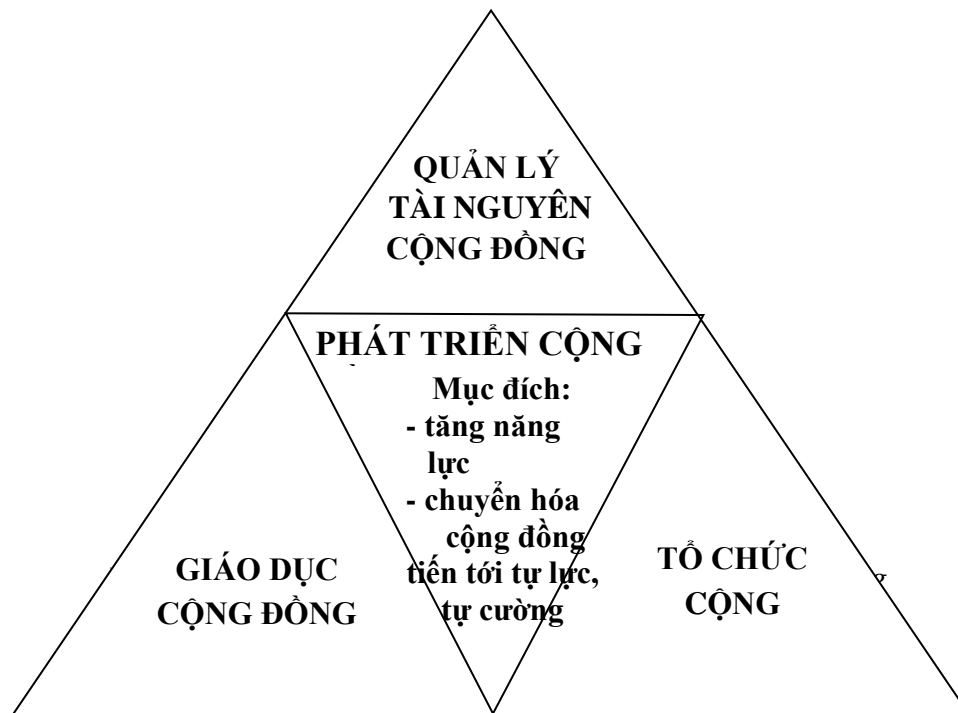 QUẢN LÝ
TÀI NGUYÊN
CỘNG ĐỒNG
PHÁT TRIỂN CỘNG
Mục đích:
- tăng năng
lực
- chuyển hóa
cộng đồng
tiến tới tự lực,
tự cường
GIÁO DỤC
CỘNG ĐỒNG
TỔ CHỨC
CỘNG